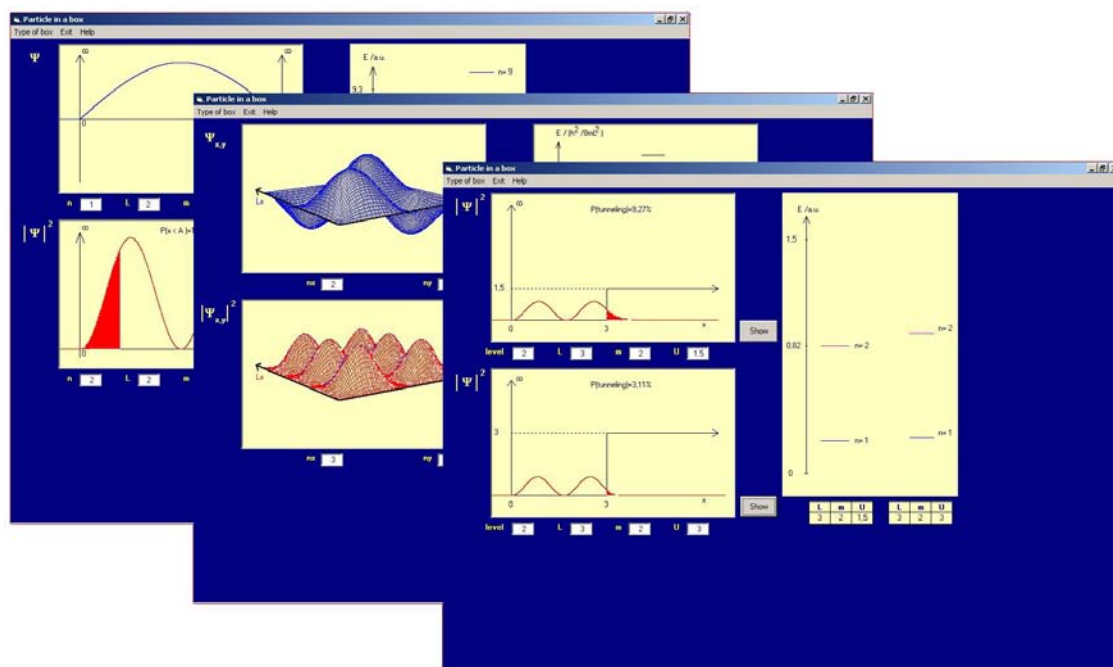 Particle in a box
Type of box Exit Help
Ψ
∞
∞
0
n 1 L 2 m
E /a.u.
n= 9
9,3
|Ψ|²
∞
P(x < A )=1
0
n 2 L 2 m
Particle in a box
Type of box Exit Help
Ψx,y
Lx
nx 2 ny
E / (h²/8mL²)
|Ψx,y|²
Lx
nx 3 ny
Particle in a box
Type of box Exit Help
|Ψ|²
∞
P(tunneling)=9,27%
1,5
0 3 x
Show
level 2 L 3 m 2 U 1.5
|Ψ|²
∞
P(tunneling)=3,11%
3
0 3 x
Show
level 2 L 3 m 2 U 3
E /a.u.
1,5
n= 2
0,82
n= 2
n= 1
n= 1
0
L m U
3 2 1.5
L m U
3 2 3